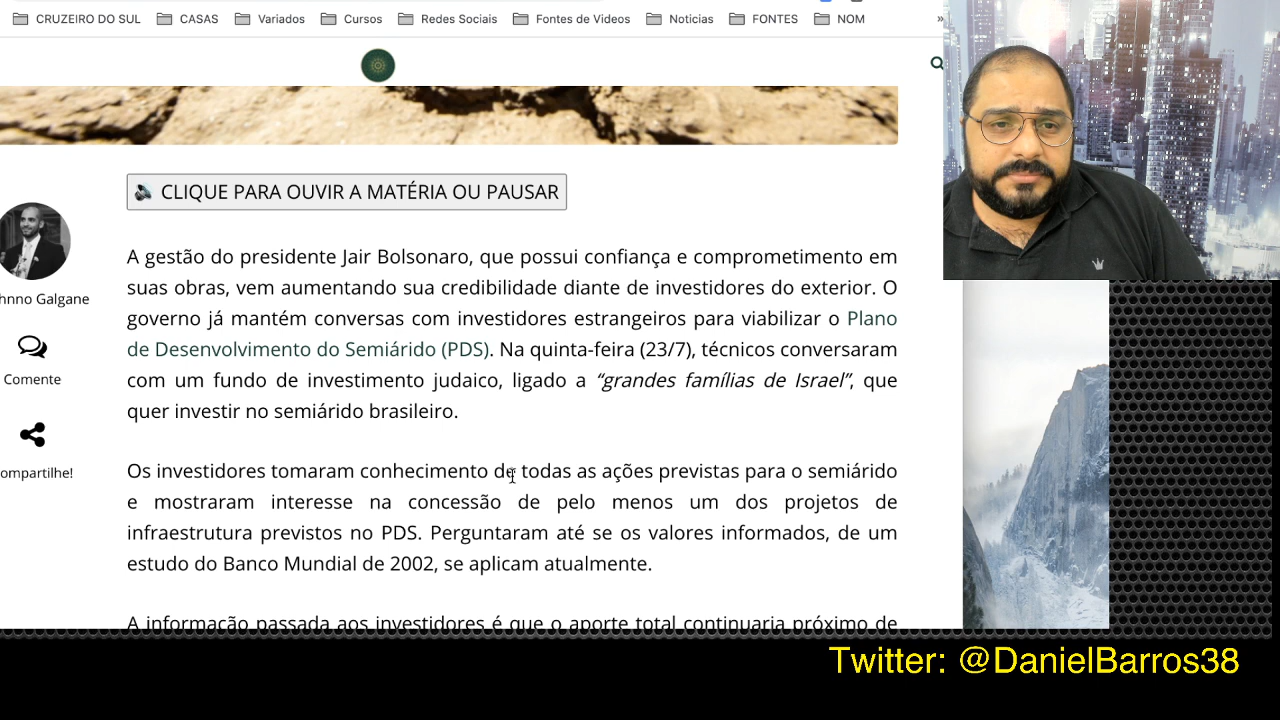 CRUZEIRO DO SUL CASAS Variados Cursos Redes Sociais Fontes de Videos Noticias FONTES NOM »
CLIQUE PARA OUVIR A MATÉRIA OU PAUSAR
A gestão do presidente Jair Bolsonaro, que possui confiança e comprometimento em
suas obras, vem aumentando sua credibilidade diante de investidores do exterior. O
governo já mantém conversas com investidores estrangeiros para viabilizar o Plano
de Desenvolvimento do Semiárido (PDS). Na quinta-feira (23/7), técnicos conversaram
com um fundo de investimento judaico, ligado a “grandes famílias de Israel”, que
quer investir no semiárido brasileiro.
hnno Galgane
Comente
ompartilhe!
Os investidores tomaram conhecimento de todas as ações previstas para o semiárido
e mostraram interesse na concessão de pelo menos um dos projetos de
infraestrutura previstos no PDS. Perguntaram até se os valores informados, de um
estudo do Banco Mundial de 2002, se aplicam atualmente.
A informação passada aos investidores é que o aporte total continuaria próximo de
Twitter: @DanielBarros38